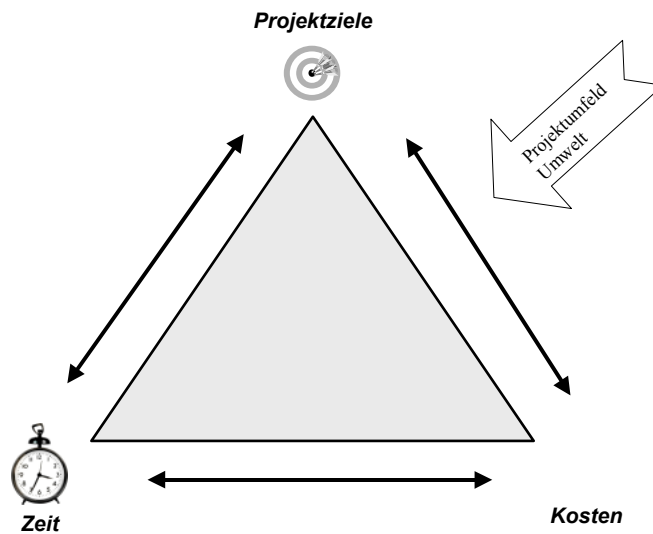 Projektziele
Projektumfeld
Umwelt
Zeit
Kosten